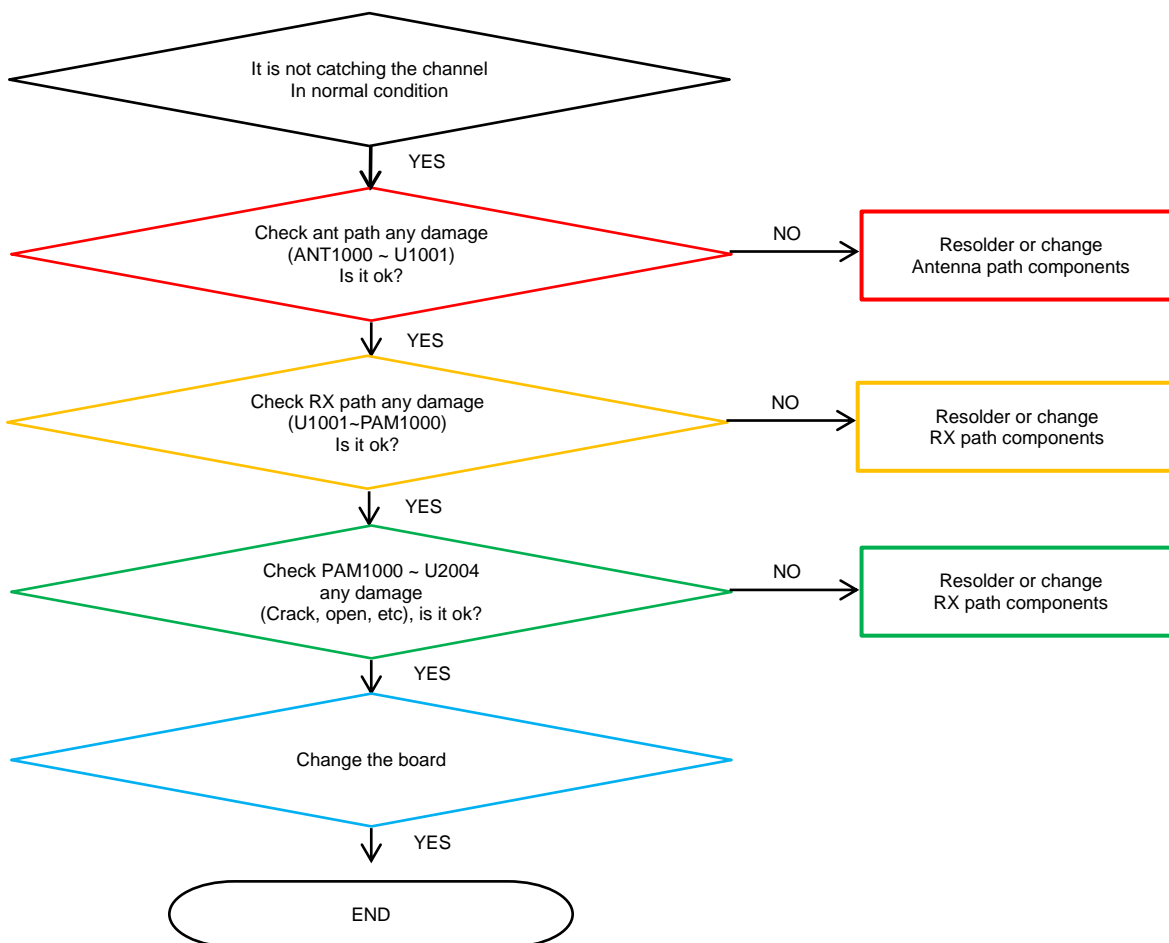 It is not catching the channel
In normal condition
YES
Check ant path any damage
(ANT1000 ~ U1001)
Is it ok?
NO
Resolder or change
Antenna path components
YES
Check RX path any damage
(U1001~PAM1000)
Is it ok?
NO
Resolder or change
RX path components
YES
Check PAM1000 ~ U2004
any damage
(Crack, open, etc), is it ok?
NO
Resolder or change
RX path components
YES
Change the board
YES
END